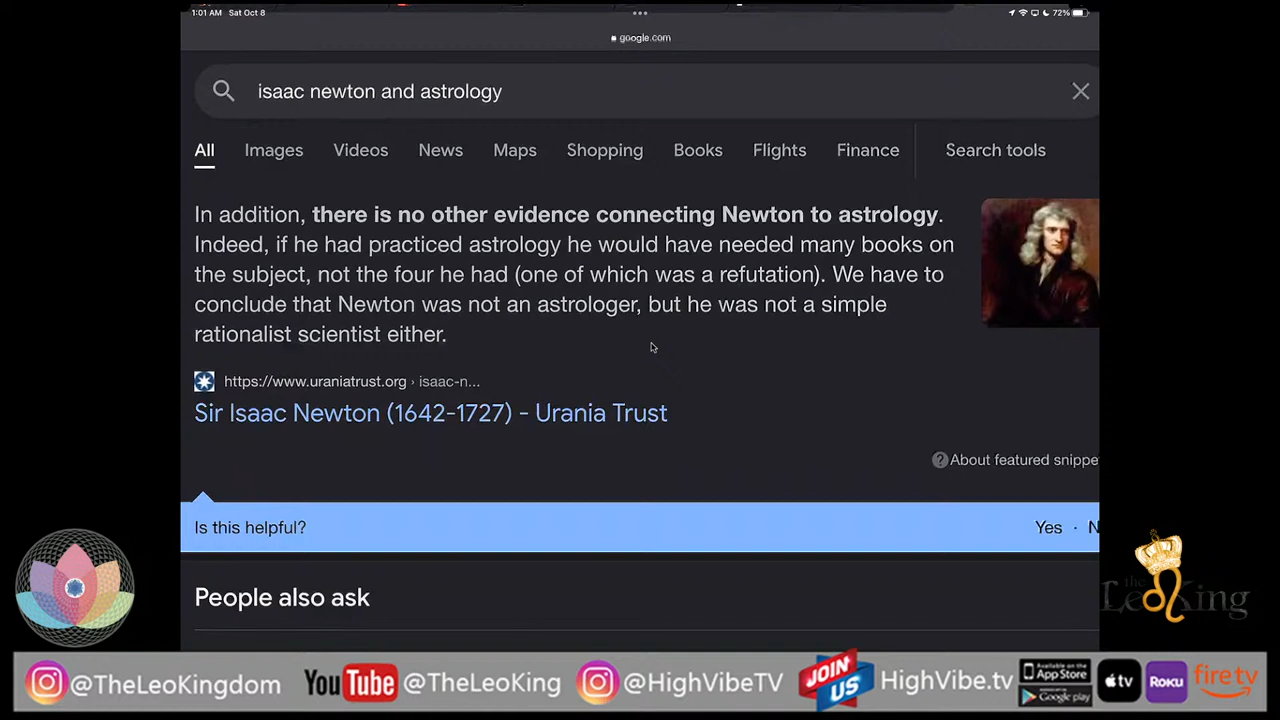 1:01 AM Sat Oct 8
72%
google.com
isaac newton and astrology
All Images Videos News Maps Shopping Books Flights Finance Search tools
In addition, there is no other evidence connecting Newton to astrology.
Indeed, if he had practiced astrology he would have needed many books on
the subject, not the four he had (one of which was a refutation). We have to
conclude that Newton was not an astrologer, but he was not a simple
rationalist scientist either.
https://www.uraniatrust.org › isaac-n...
Sir Isaac Newton (1642-1727) - Urania Trust
About featured snippe
Is this helpful?
Yes · N
People also ask
the
LeoKing
@TheLeoKingdom YouTube @TheLeoKing @HighVibeTV JOIN US HighVibe.tv
Available on the App Store
Google play
tv
Roku
fire tv